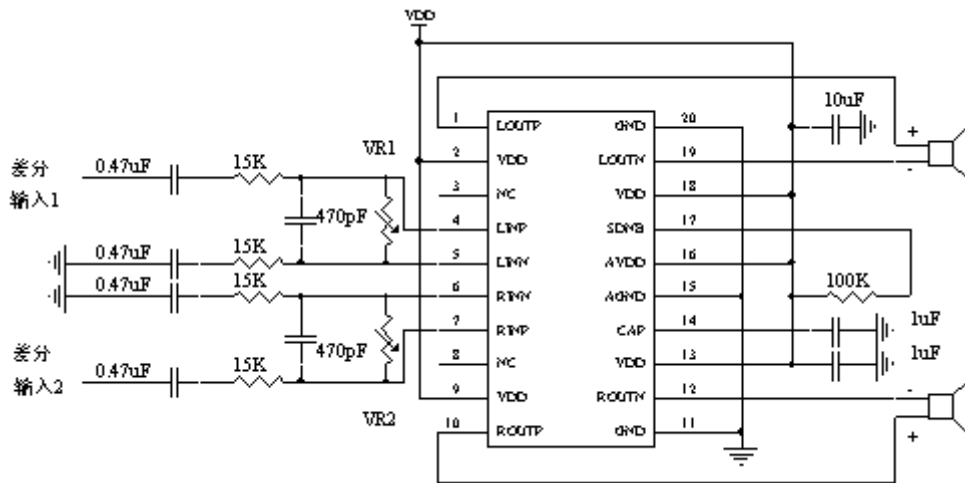 VDD
10uF
+
-
1 LOUTP GND 20
2 VDD LOUTN 19
3 NC VDD 18
4 LINP SDNB 17
5 LINN AVDD 16
6 RINN AGND 15
7 RINP CAP 14
8 NC VDD 13
9 VDD ROUTN 12
10 ROUTP GND 11
差分
输入1
0.47uF
15K
VR1
470pF
0.47uF
15K
0.47uF
15K
470pF
差分
输入2
0.47uF
15K
VR2
100K
1uF
1uF
-
+